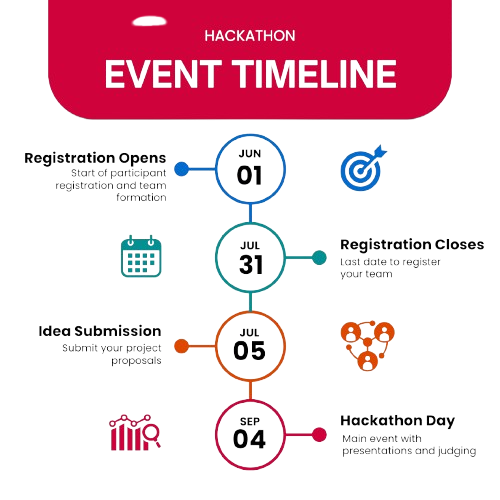 HACKATHON
EVENT TIMELINE
Registration Opens
Start of participant
registration and team
formation
JUN
01
JUL
31
Registration Closes
Last date to register
your team
Idea Submission
Submit your project
proposals
JUL
05
SEP
04
Hackathon Day
Main event with
presentations and judging